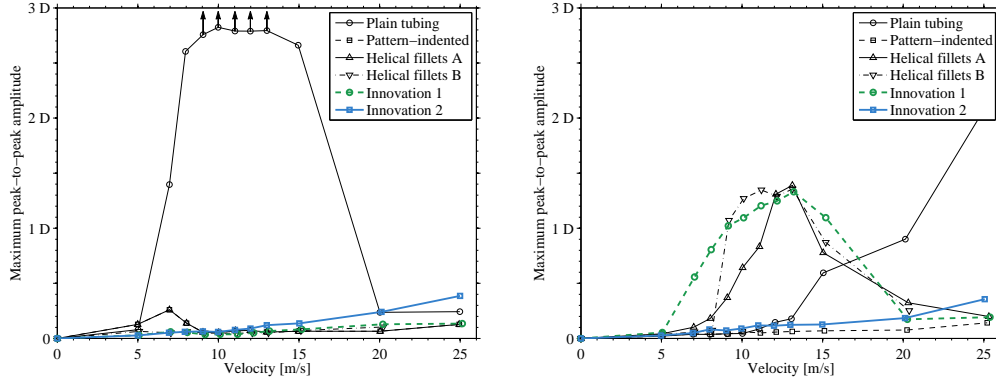 3 D
2 D
1 D
0
0
5
10
15
20
25
Velocity [m/s]
Maximum peak−to−peak amplitude
Plain tubing
Pattern−indented
Helical fillets A
Helical fillets B
Innovation 1
Innovation 2
3 D
2 D
1 D
0
0
5
10
15
20
25
Velocity [m/s]
Maximum peak−to−peak amplitude
Plain tubing
Pattern−indented
Helical fillets A
Helical fillets B
Innovation 1
Innovation 2